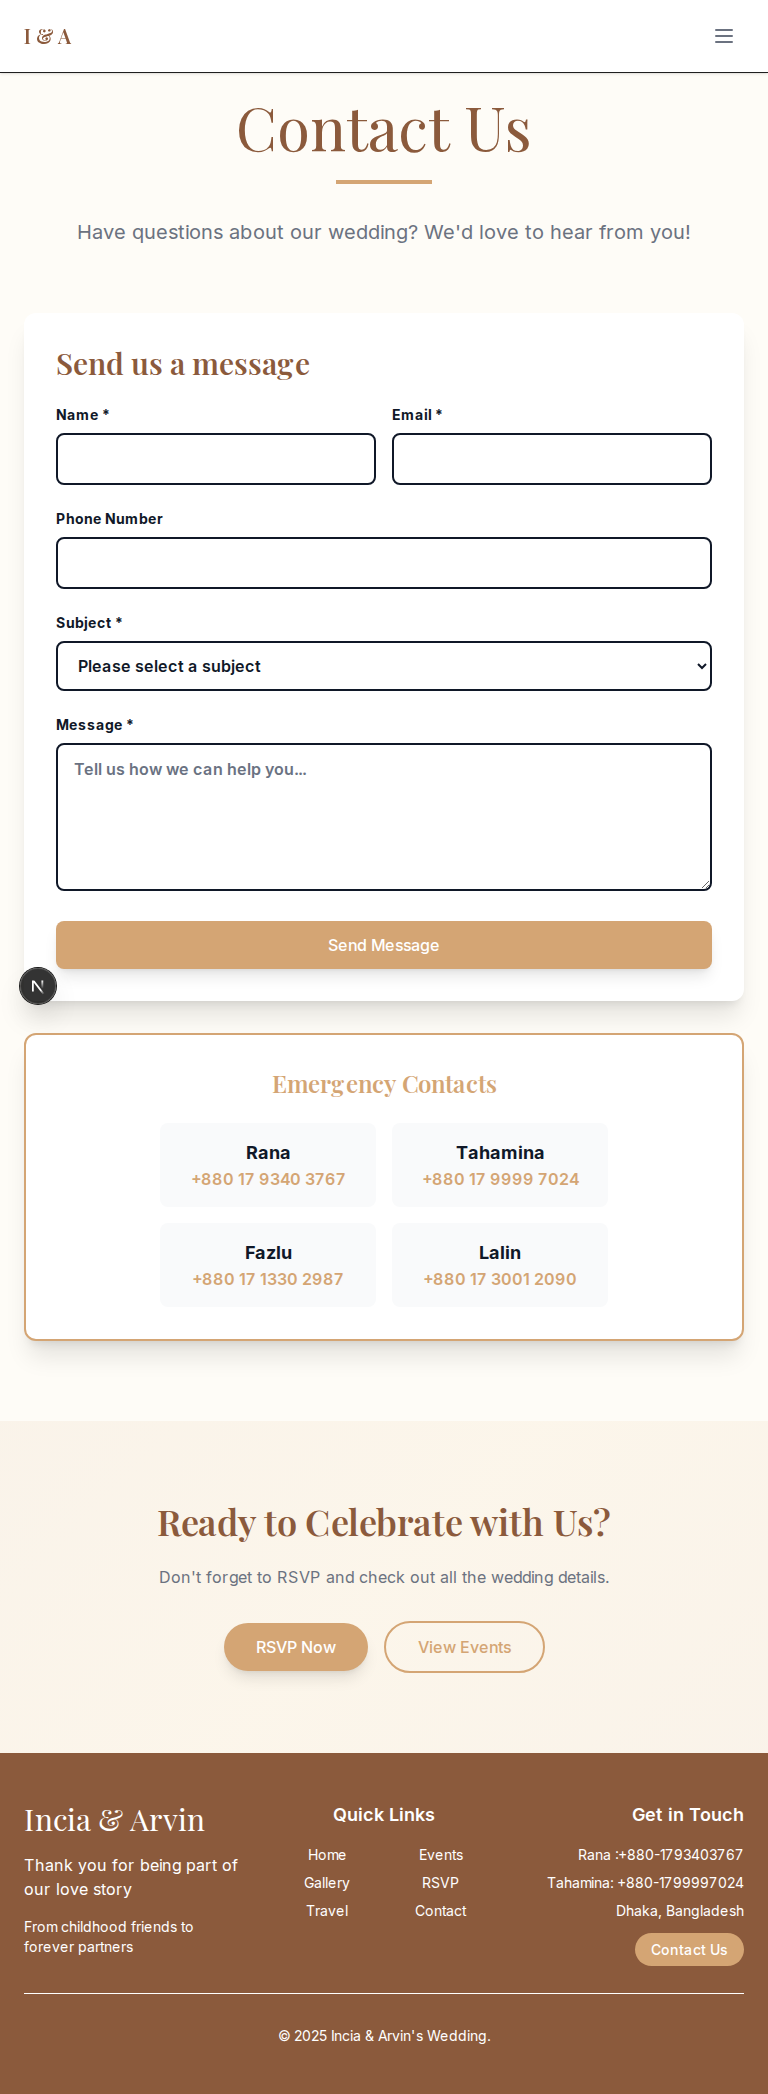 I & A
Contact Us
Have questions about our wedding? We'd love to hear from you!
Send us a message
Name *
Email *
Phone Number
Subject *
Please select a subject
Message *
Tell us how we can help you...
Send Message
N
Emergency Contacts
Rana
+880 17 9340 3767
Tahamina
+880 17 9999 7024
Fazlu
+880 17 1330 2987
Lalin
+880 17 3001 2090
Ready to Celebrate with Us?
Don't forget to RSVP and check out all the wedding details.
RSVP Now
View Events
Incia & Arvin
Thank you for being part of
our love story
From childhood friends to
forever partners
Quick Links
Home
Events
Gallery
RSVP
Travel
Contact
Get in Touch
Rana :+880-1793403767
Tahamina: +880-1799997024
Dhaka, Bangladesh
Contact Us
© 2025 Incia & Arvin's Wedding.